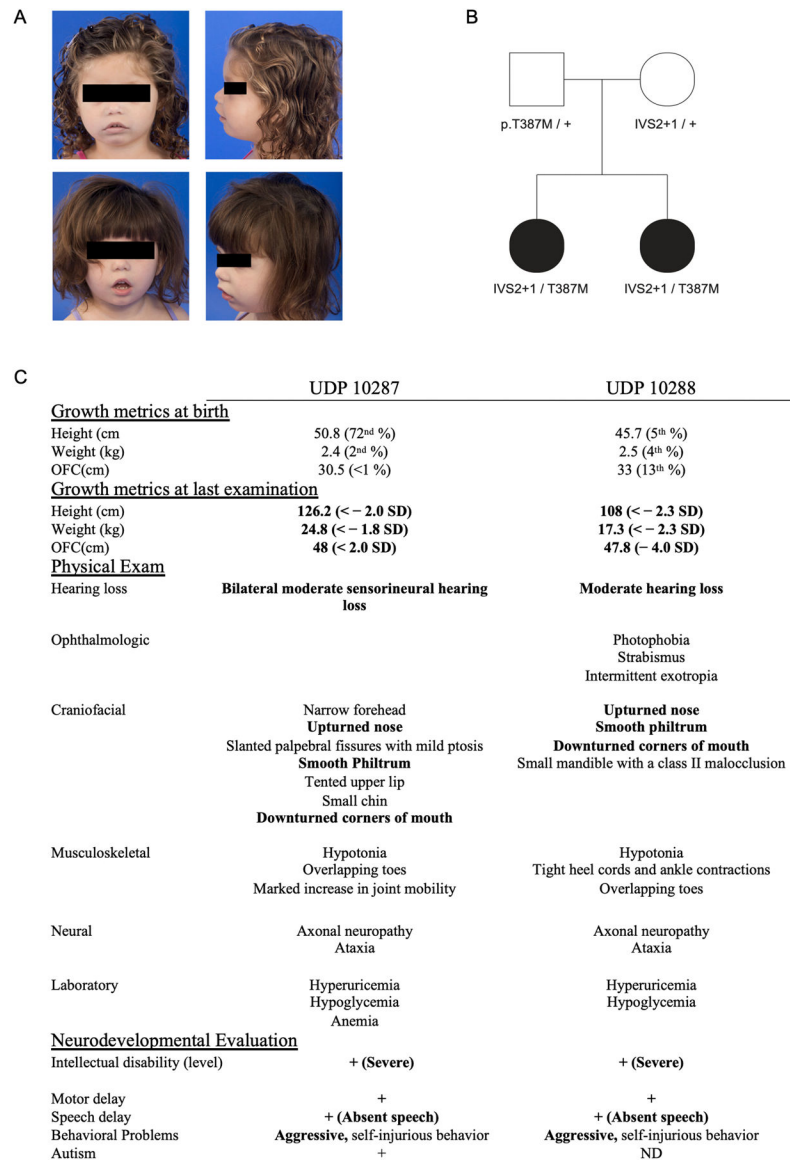 A
B
p.T387M / +
IVS2+1 / +
IVS2+1 / T387M
IVS2+1 / T387M
C
UDP 10287 UDP 10288
Growth metrics at birth
Height (cm 50.8 (72nd %) 45.7 (5th %)
Weight (kg) 2.4 (2nd %) 2.5 (4th %)
OFC(cm) 30.5 (<1 %) 33 (13th %)
Growth metrics at last examination
Height (cm) 126.2 (< − 2.0 SD) 108 (< − 2.3 SD)
Weight (kg) 24.8 (< − 1.8 SD) 17.3 (< − 2.3 SD)
OFC(cm) 48 (< 2.0 SD) 47.8 (− 4.0 SD)
Physical Exam
Hearing loss Bilateral moderate sensorineural hearing Moderate hearing loss
loss
Ophthalmologic Photophobia
Strabismus
Intermittent exotropia
Craniofacial Narrow forehead Upturned nose
Upturned nose Smooth philtrum
Slanted palpebral fissures with mild ptosis Downturned corners of mouth
Smooth Philtrum Small mandible with a class II malocclusion
Tented upper lip
Small chin
Downturned corners of mouth
Musculoskeletal Hypotonia Hypotonia
Overlapping toes Tight heel cords and ankle contractions
Marked increase in joint mobility Overlapping toes
Neural Axonal neuropathy Axonal neuropathy
Ataxia Ataxia
Laboratory Hyperuricemia Hyperuricemia
Hypoglycemia Hypoglycemia
Anemia
Neurodevelopmental Evaluation
Intellectual disability (level) + (Severe) + (Severe)
Motor delay + +
Speech delay + (Absent speech) + (Absent speech)
Behavioral Problems Aggressive, self-injurious behavior Aggressive, self-injurious behavior
Autism + ND